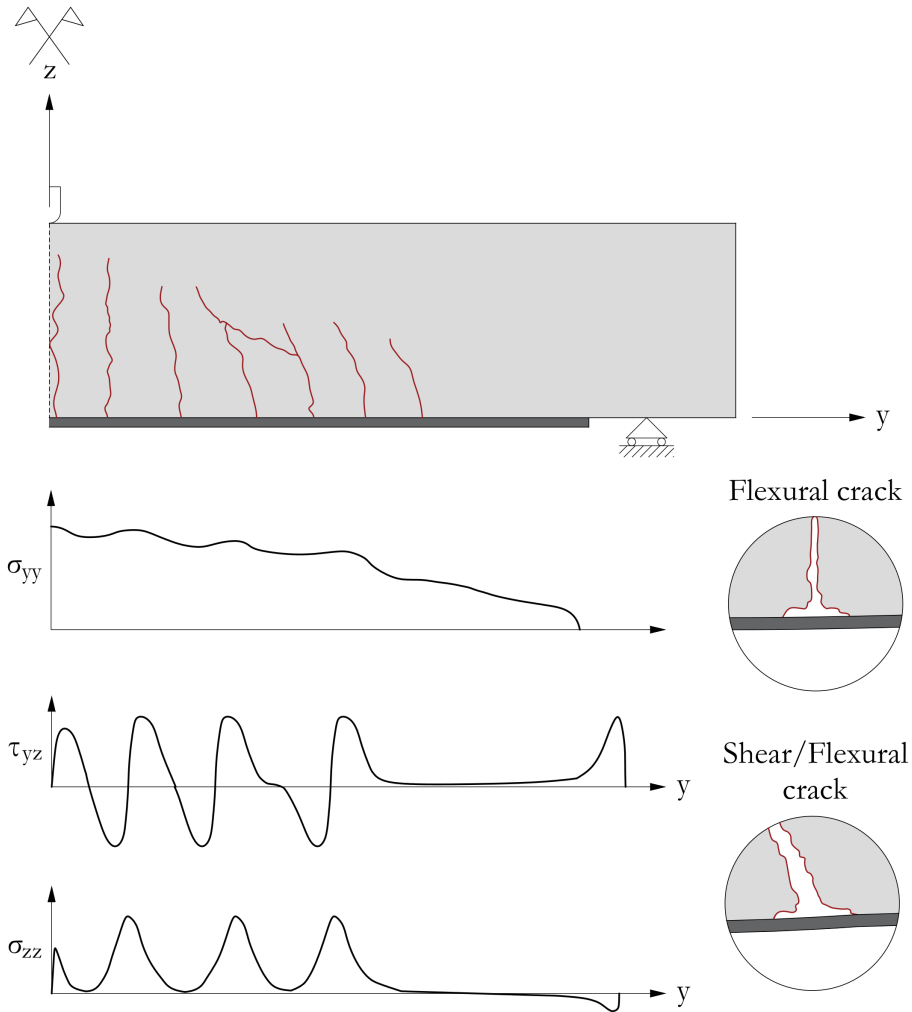 z
y
Flexural crack
σyy
τyz
y
Shear/Flexural
crack
σzz
y